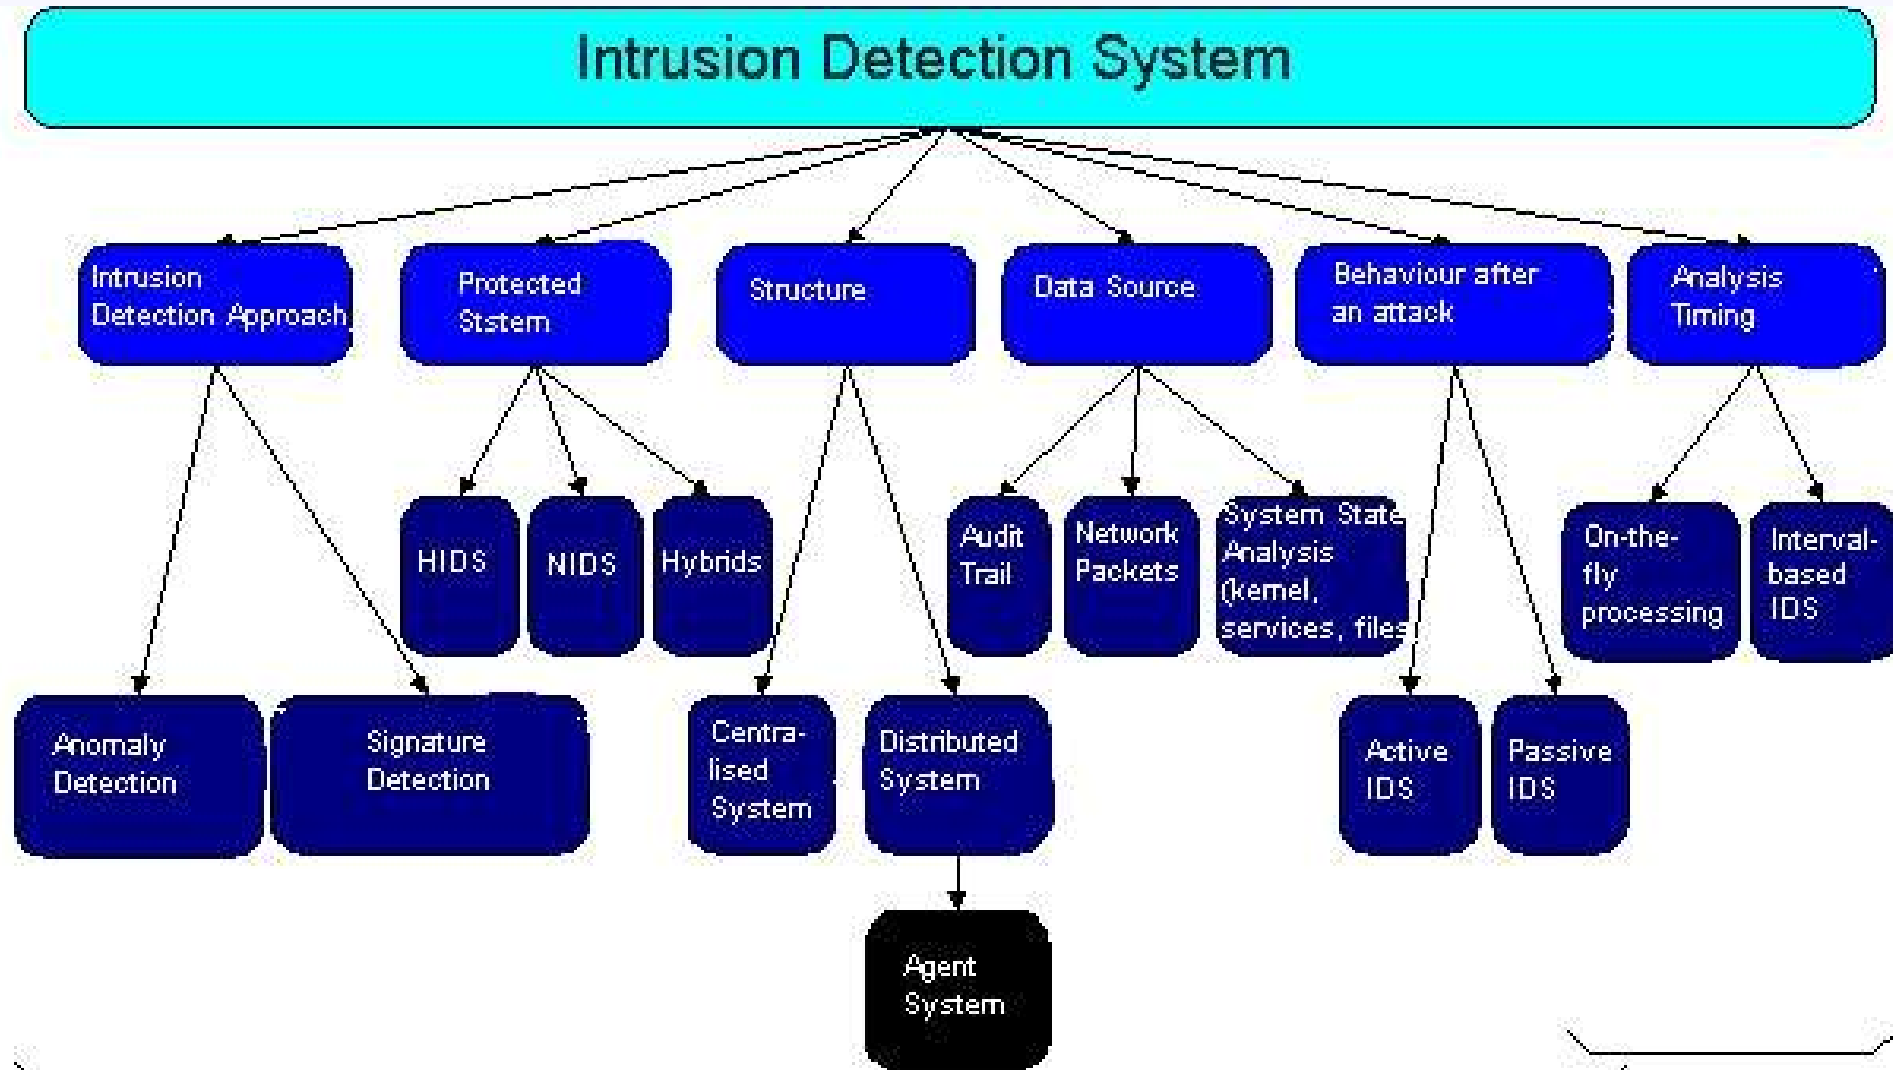 Intrusion Detection System
Intrusion
Detection Approach
Protected
Ststem
Structure
Data Source
Behaviour after
an attack
Analysis
Timing
HIDS
NIDS
Hybrids
Audit
Trail
Network
Packets
System State
Analysis
(kernel,
services, files
On-the-
fly
processing
Interval-
based
IDS
Anomaly
Detection
Signature
Detection
Centra-
lised
System
Distributed
System
Active
IDS
Passive
IDS
Agent
System